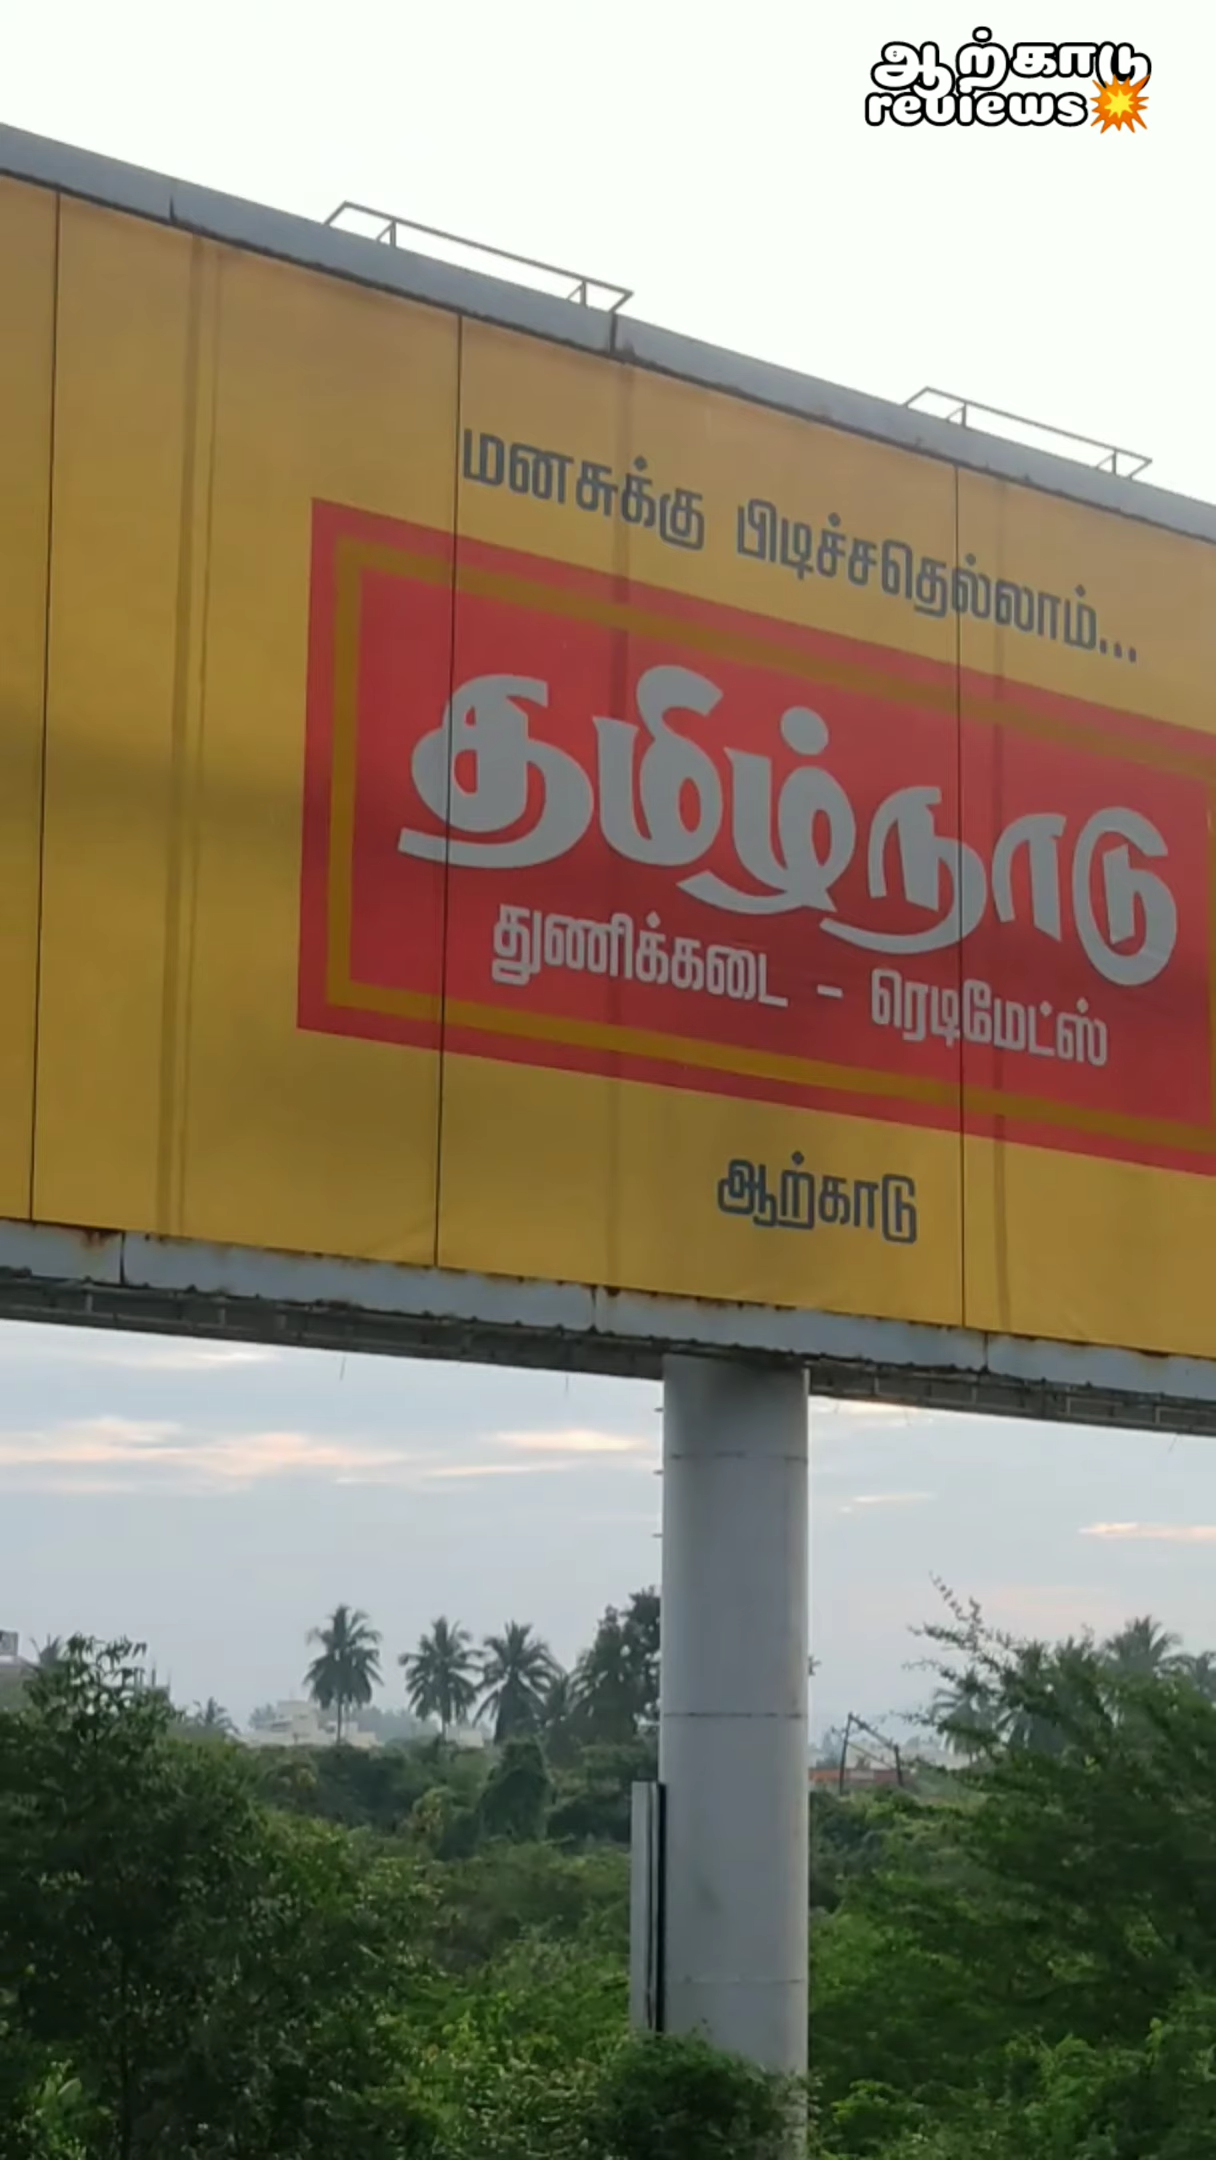 ஆற்காடு
reviews
மனசுக்கு பிடிச்சதெல்லாம்...
தமிழ்நாடு
துணிக்கடை - ரெடிமேட்ஸ்
ஆற்காடு